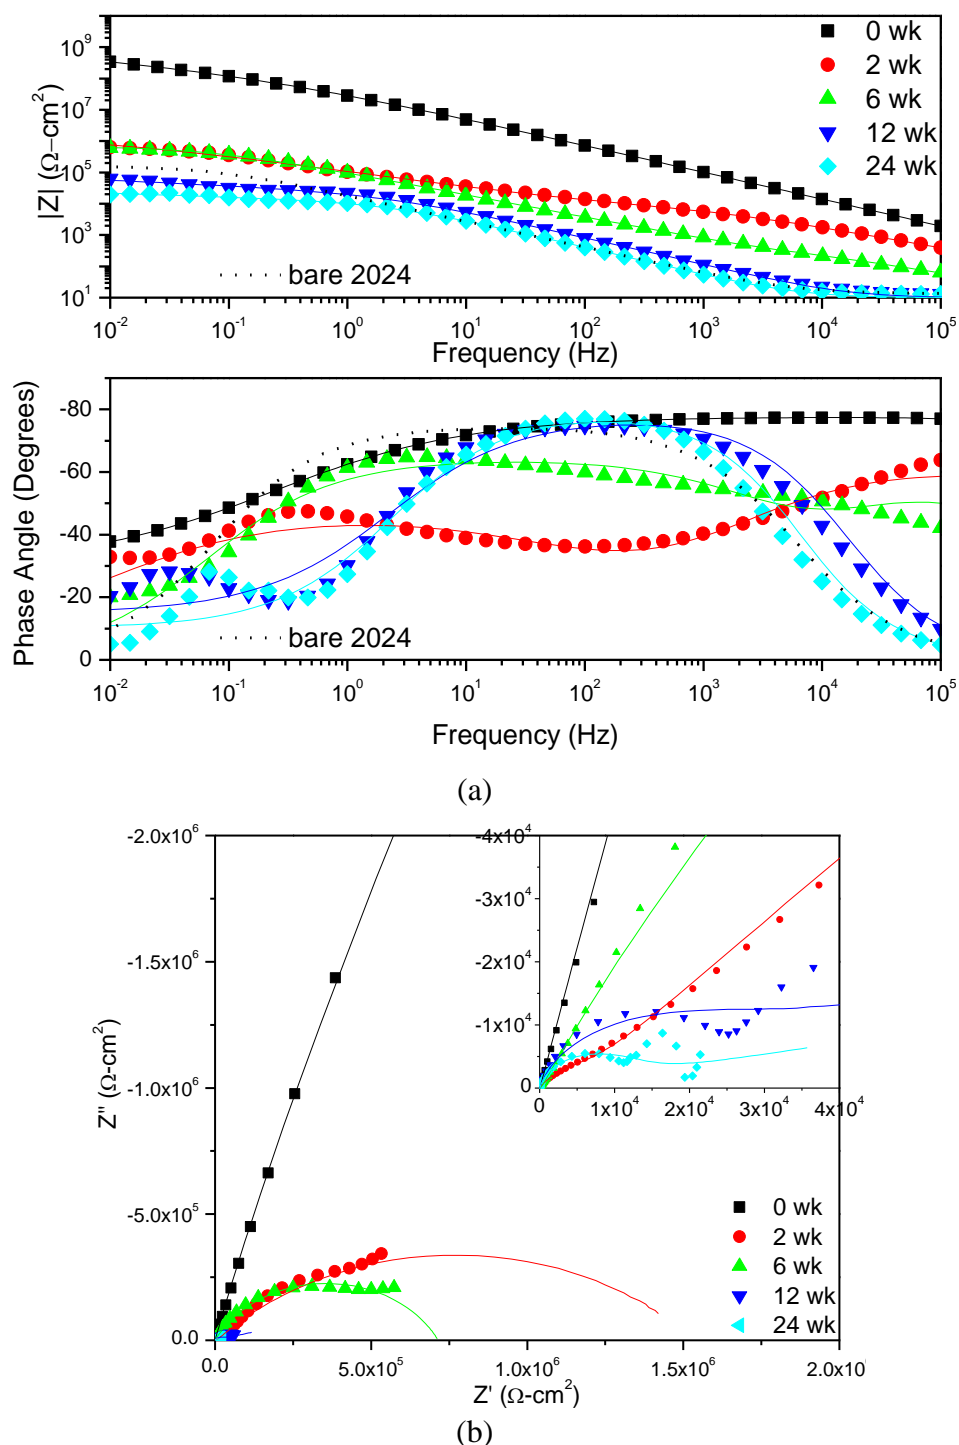 10^9
10^7
10^5
10^3
10^1
|Z| (Ω−cm^2)
0 wk
2 wk
6 wk
12 wk
24 wk
bare 2024
10^-2 10^-1 10^0 10^1 10^2 10^3 10^4 10^5
Frequency (Hz)
-80
-60
-40
-20
0
Phase Angle (Degrees)
bare 2024
10^-2 10^-1 10^0 10^1 10^2 10^3 10^4 10^5
Frequency (Hz)
(a)
-2.0x10^6
-1.5x10^6
-1.0x10^6
-5.0x10^5
0.0
Z'' (Ω-cm^2)
-4x10^4
-3x10^4
-2x10^4
-1x10^4
0
0 1x10^4 2x10^4 3x10^4 4x10^4
0 wk
2 wk
6 wk
12 wk
24 wk
0.0 5.0x10^5 1.0x10^6 1.5x10^6 2.0x10
Z' (Ω-cm^2)
(b)